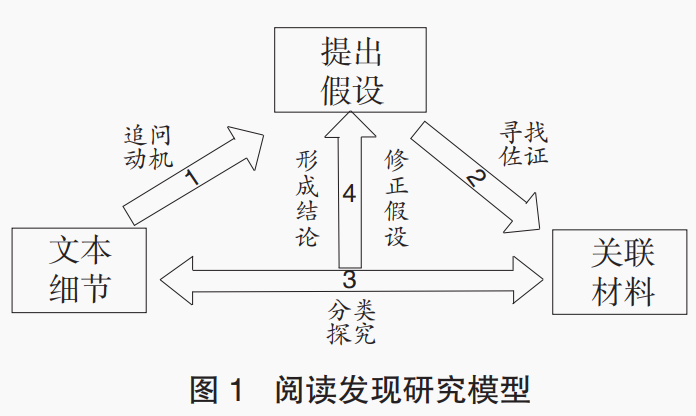 提出
假设
追问
动机
1
形成结论
4
修正假设
寻找
佐证
2
文本
细节
3
分类
探究
关联
材料
图 1 阅读发现研究模型